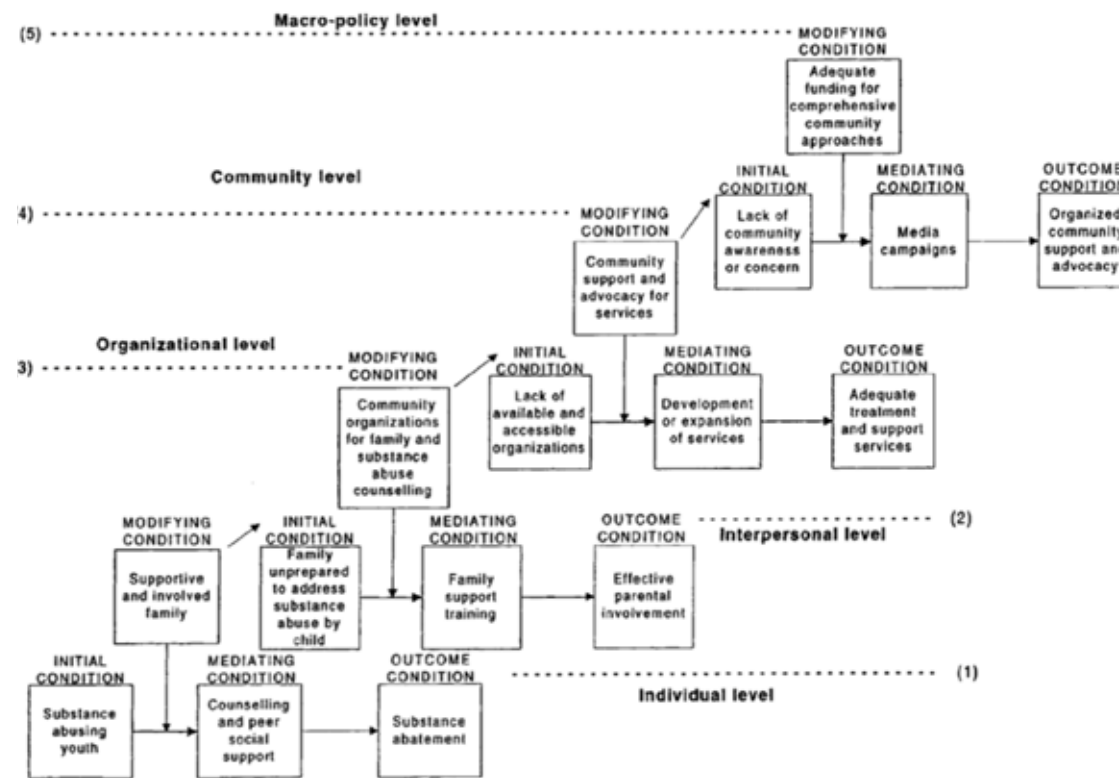 Macro-policy level
(5)
MODIFYING
CONDITION
Adequate
funding for
comprehensive
community
approaches
Community level
INITIAL
CONDITION
Lack of
community
awareness
or concern
MEDIATING
CONDITION
Media
campaigns
OUTCOME
CONDITION
Organized
community
support and
advocacy
4)
MODIFYING
CONDITION
Community
support and
advocacy for
services
Organizational level
3)
MODIFYING
CONDITION
Community
organizations
for family and
substance
abuse
counselling
INITIAL
CONDITION
Lack of
available and
accessible
organizations
MEDIATING
CONDITION
Development
or expansion
of services
OUTCOME
CONDITION
Adequate
treatment
and support
services
(2)
Interpersonal level
MODIFYING
CONDITION
Supportive
and involved
family
INITIAL
CONDITION
Family
unprepared
to address
substance
abuse by
child
MEDIATING
CONDITION
Family
support
training
OUTCOME
CONDITION
Effective
parental
involvement
(1)
Individual level
INITIAL
CONDITION
Substance
abusing
youth
MEDIATING
CONDITION
Counselling
and peer
social
support
OUTCOME
CONDITION
Substance
abatement